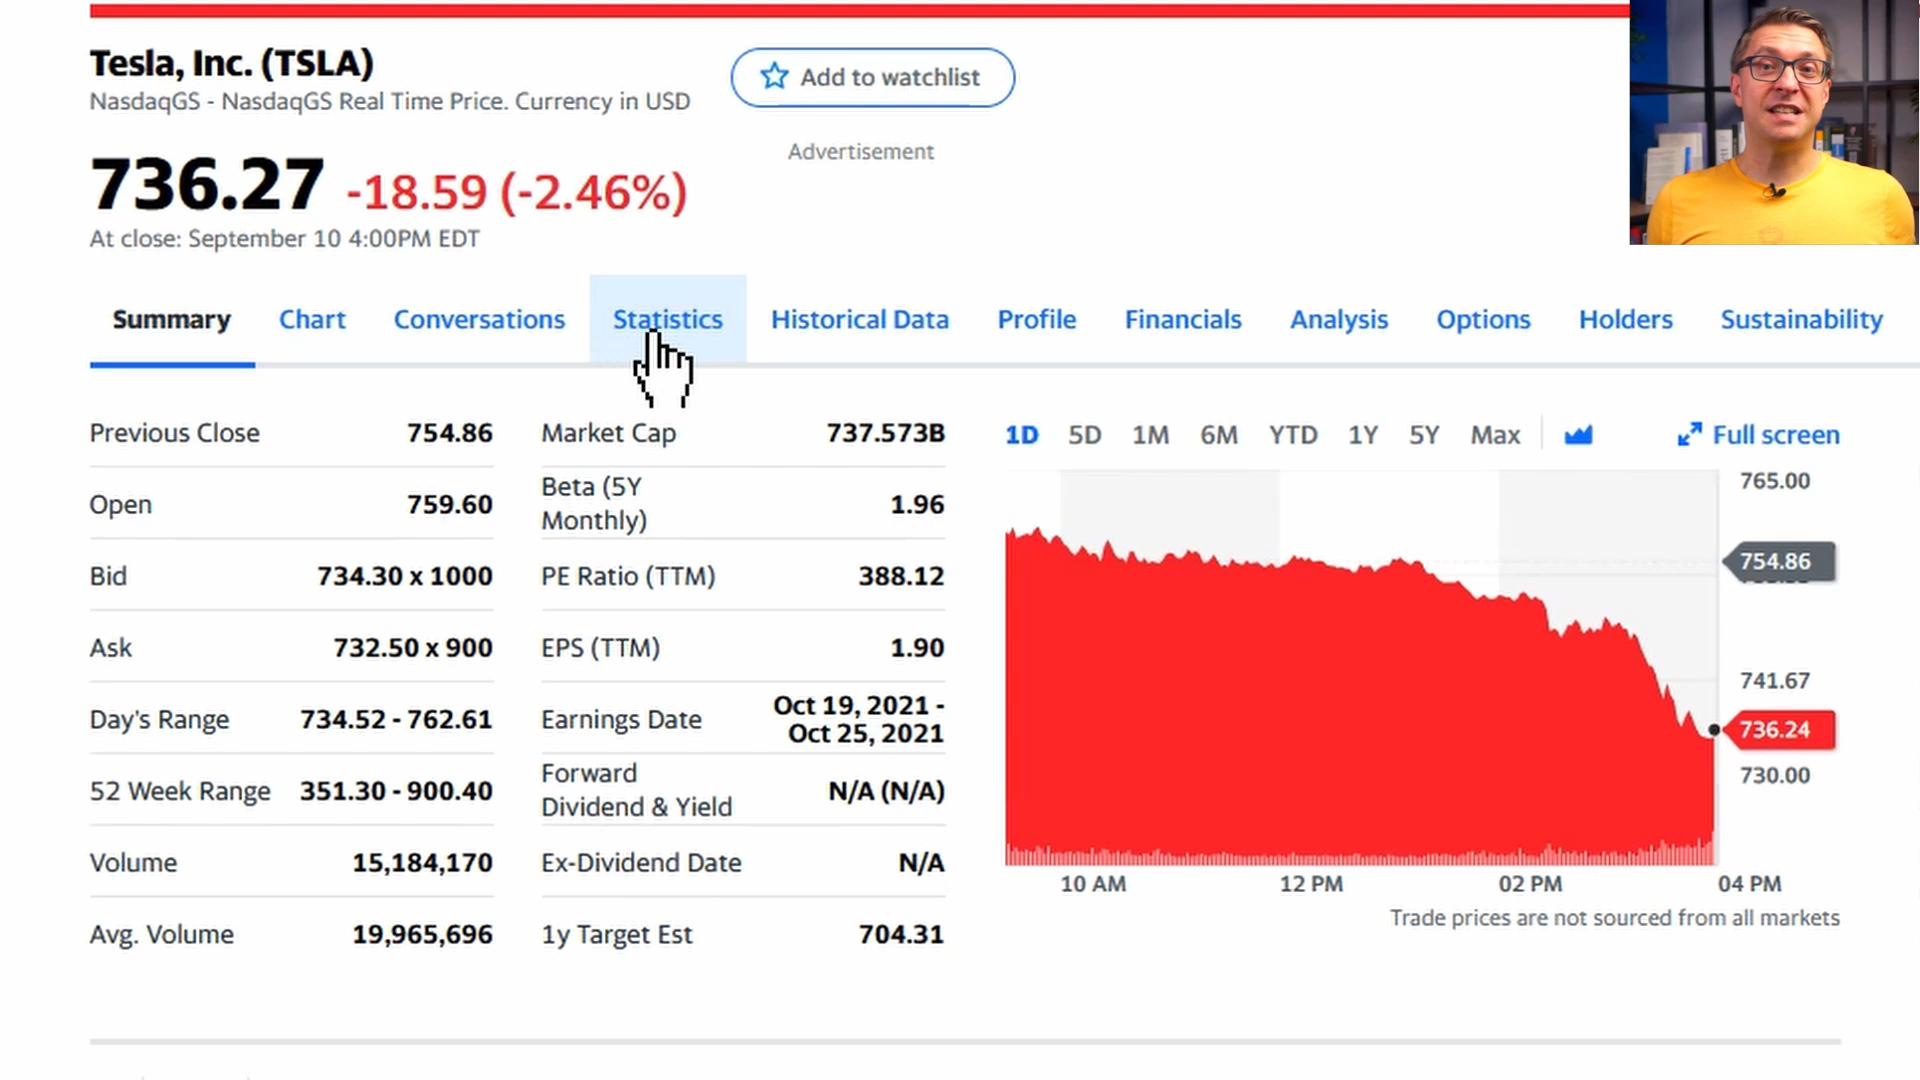 Tesla, Inc. (TSLA)
NasdaqGS - NasdaqGS Real Time Price. Currency in USD
Add to watchlist
Advertisement
736.27 -18.59 (-2.46%)
At close: September 10 4:00PM EDT
Summary Chart Conversations Statistics Historical Data Profile Financials Analysis Options Holders Sustainability
Previous Close 754.86
Open 759.60
Bid 734.30 x 1000
Ask 732.50 x 900
Day's Range 734.52 - 762.61
52 Week Range 351.30 - 900.40
Volume 15,184,170
Avg. Volume 19,965,696
Market Cap 737.573B
Beta (5Y
Monthly) 1.96
PE Ratio (TTM) 388.12
EPS (TTM) 1.90
Earnings Date Oct 19, 2021 -
Oct 25, 2021
Forward
Dividend & Yield N/A (N/A)
Ex-Dividend Date N/A
1y Target Est 704.31
1D 5D 1M 6M YTD 1Y 5Y Max Full screen
765.00
754.86
741.67
736.24
730.00
10 AM 12 PM 02 PM 04 PM
Trade prices are not sourced from all markets